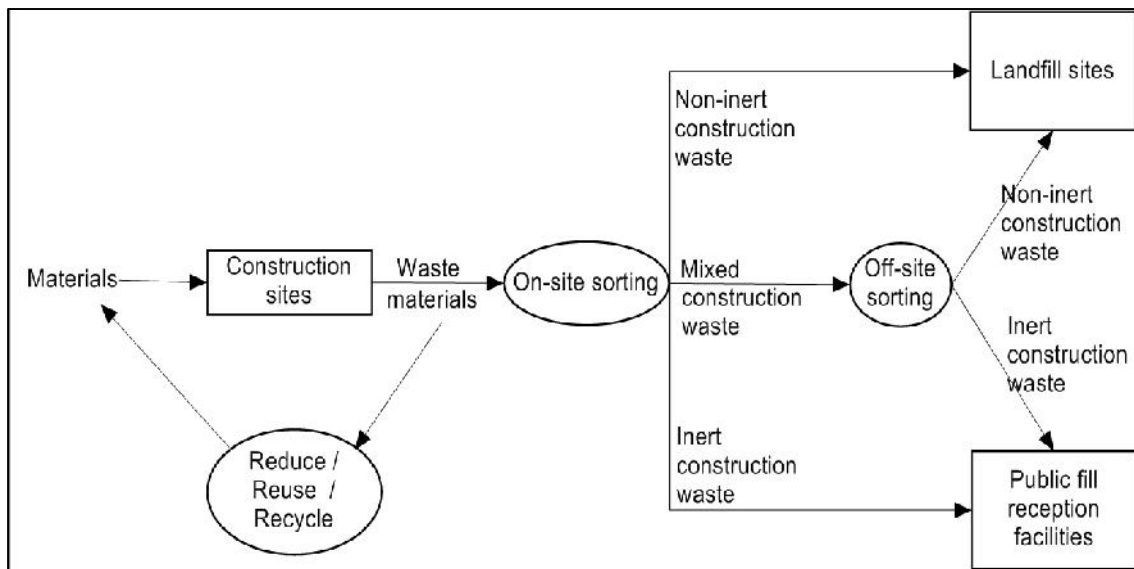 Materials
Construction
sites
Waste
materials
Reduce /
Reuse /
Recycle
On-site sorting
Non-inert
construction
waste
Mixed
construction
waste
Inert
construction
waste
Off-site
sorting
Landfill sites
Non-inert
construction
waste
Inert
construction
waste
Public fill
reception
facilities